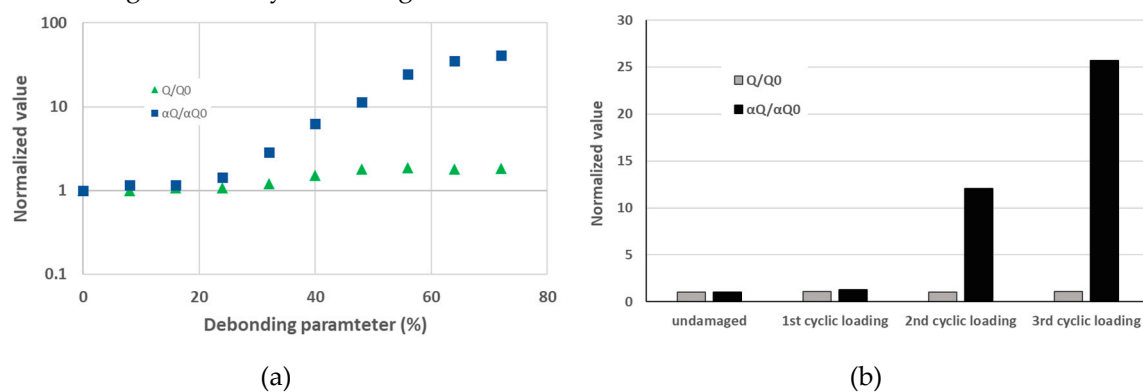 100
10
1
0.1
Normalized value
Q/Q0
αQ/αQ0
0 20 40 60 80
Debonding paramteter (%)
(a)
30
25
20
15
10
5
0
Normalized value
Q/Q0
αQ/αQ0
undamaged 1st cyclic loading 2nd cyclic loading 3rd cyclic loading
(b)